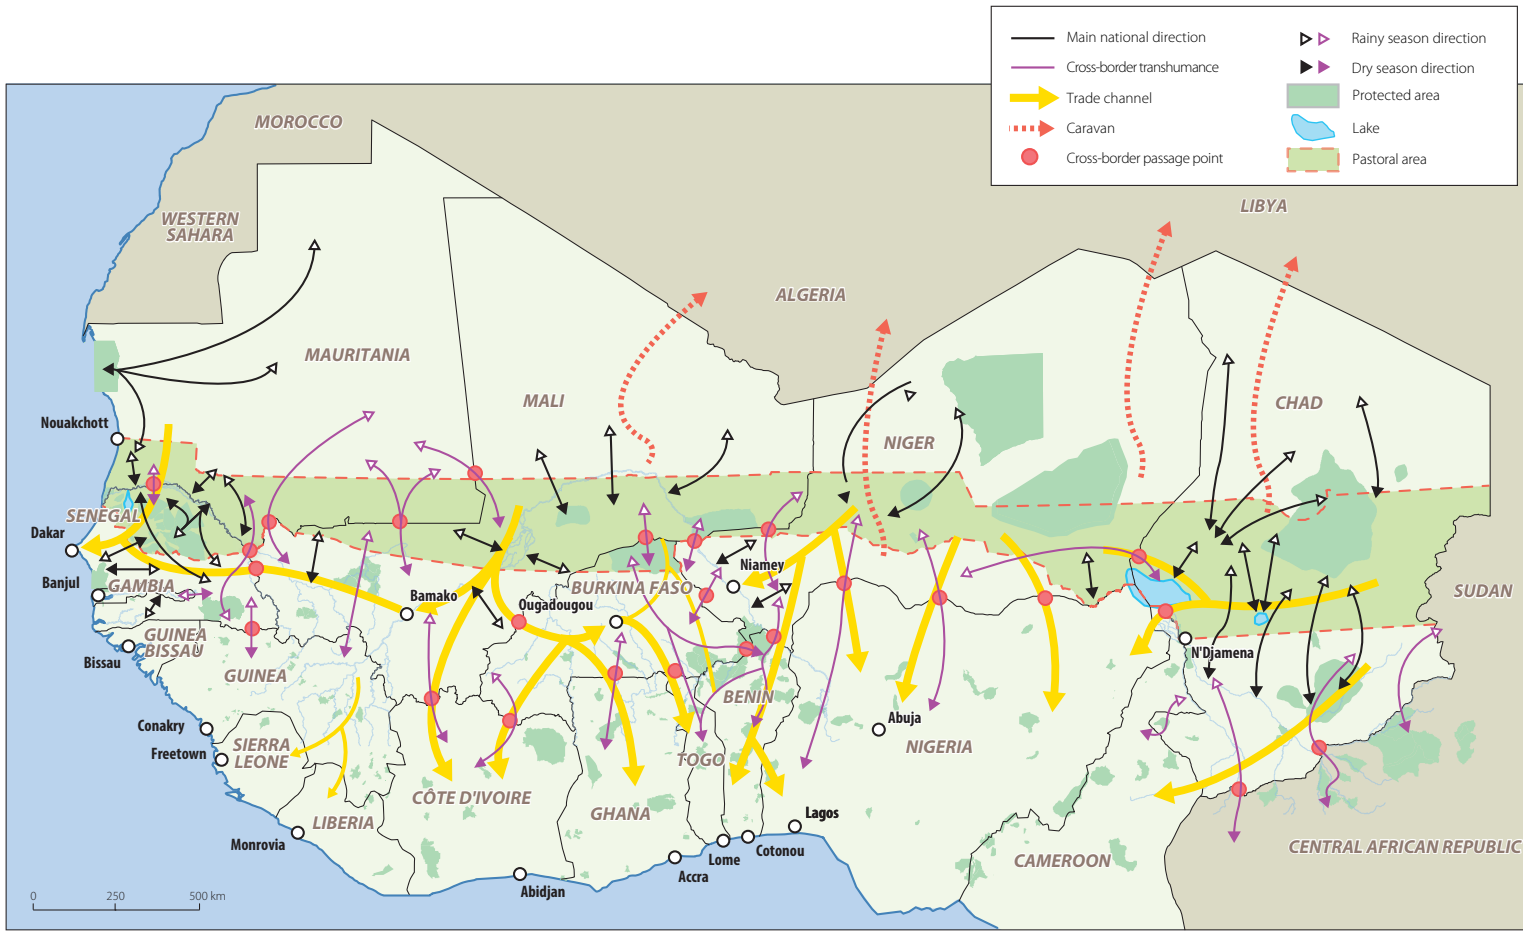 Main national direction
Cross-border transhumance
Trade channel
Caravan
Cross-border passage point
Rainy season direction
Dry season direction
Protected area
Lake
Pastoral area
MOROCCO
WESTERN
SAHARA
LIBYA
ALGERIA
MAURITANIA
MALI
NIGER
CHAD
Nouakchott
SENEGAL
Dakar
Banjul
GAMBIA
Niamey
BURKINA FASO
Bamako
Ougadougou
SUDAN
GUINEA
BISSAU
Bissau
GUINEA
N'Djamena
BENIN
Conakry
Freetown
SIERRA
LEONE
Abuja
NIGERIA
TOGO
CÔTE D'IVOIRE
GHANA
LIBERIA
Monrovia
Lagos
Cotonou
Lome
Accra
Abidjan
CAMEROON
CENTRAL AFRICAN REPUBLIC
0 250 500 km